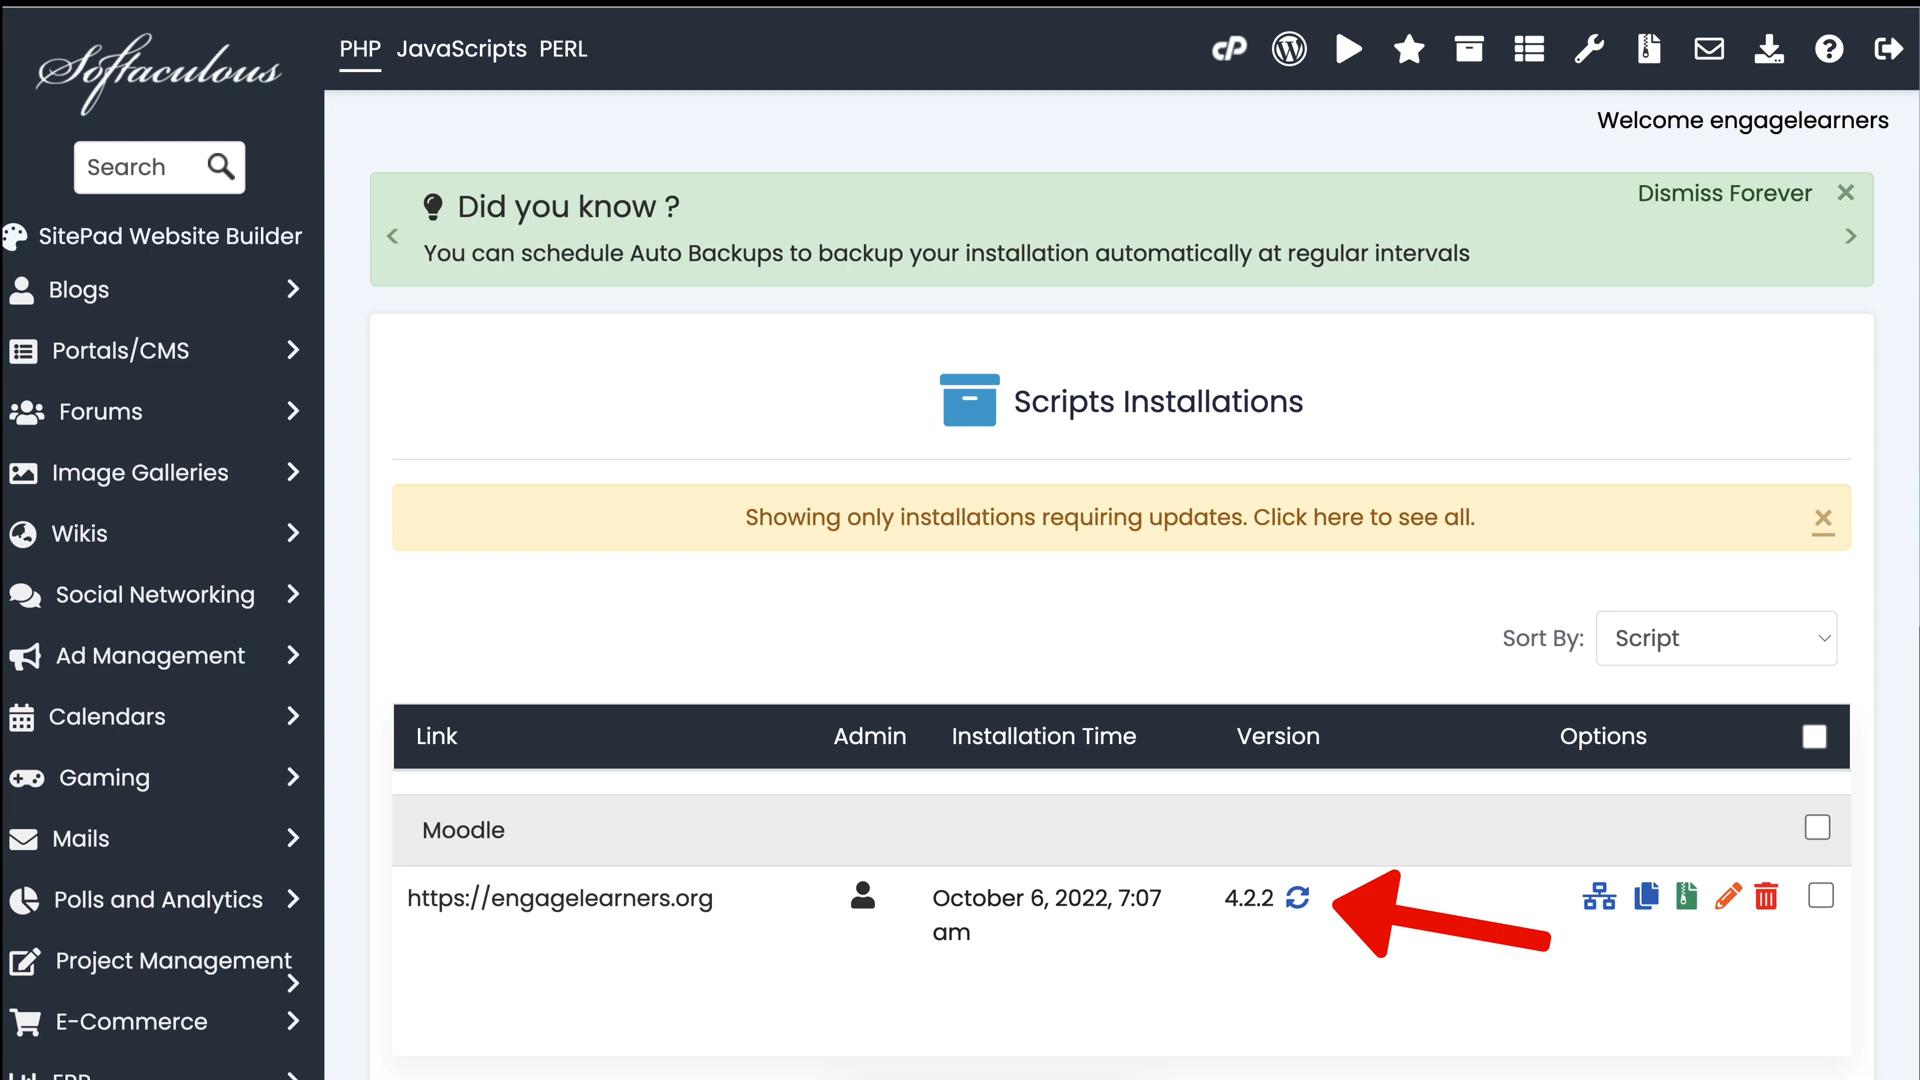 Softaculous
PHP JavaScripts PERL
Welcome engagelearners
Search
SitePad Website Builder
Blogs
Portals/CMS
Forums
Image Galleries
Wikis
Social Networking
Ad Management
Calendars
Gaming
Mails
Polls and Analytics
Project Management
E-Commerce
ERP
Did you know ?
Dismiss Forever
You can schedule Auto Backups to backup your installation automatically at regular intervals
Scripts Installations
Showing only installations requiring updates. Click here to see all.
Sort By: Script
Link Admin Installation Time Version Options
Moodle
https://engagelearners.org October 6, 2022, 7:07 4.2.2
am